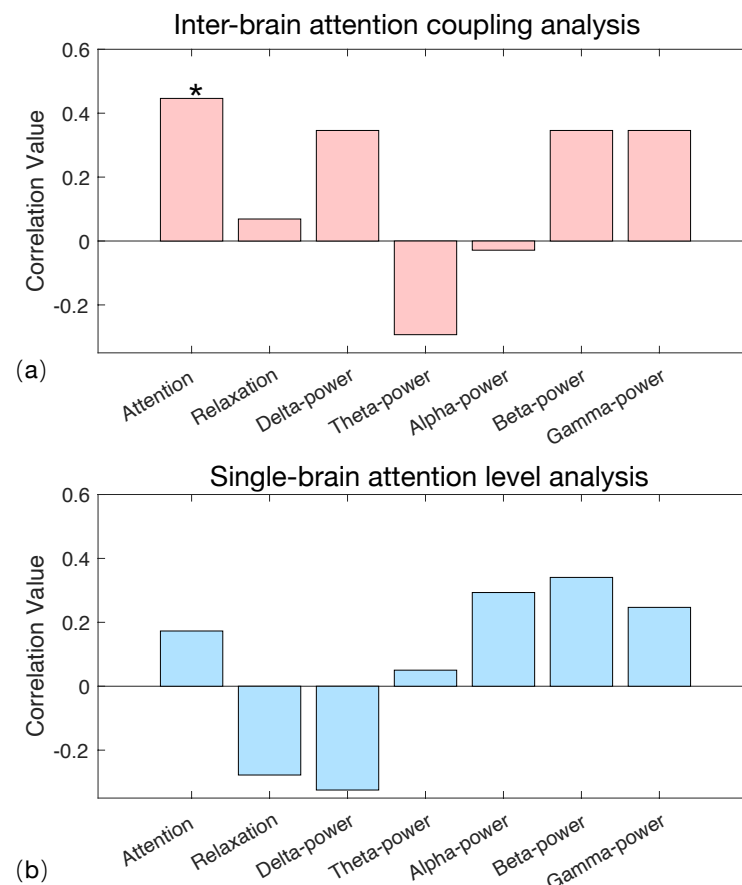 Inter-brain attention coupling analysis
0.6
0.4
0.2
0
-0.2
Correlation Value
*
(a)
Attention
Relaxation
Delta-power
Theta-power
Alpha-power
Beta-power
Gamma-power
Single-brain attention level analysis
0.6
0.4
0.2
0
-0.2
Correlation Value
(b)
Attention
Relaxation
Delta-power
Theta-power
Alpha-power
Beta-power
Gamma-power